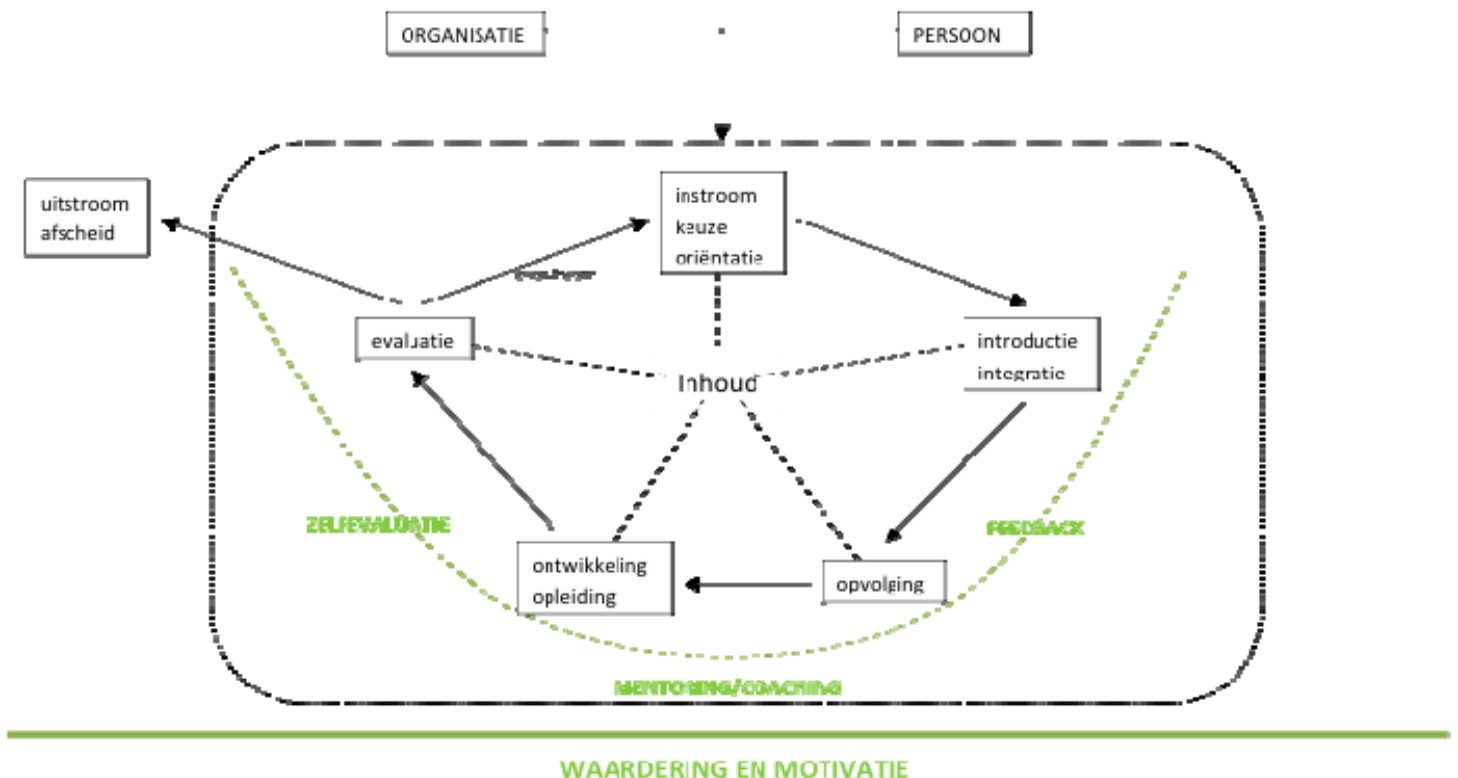 ORGANISATIE
PERSOON
uitstroom
afscheid
instroom
keuze
oriëntatie
evaluatie
introductie
integratie
Inhoud
ZELFEVALUATIE
FEEDBACK
ontwikkeling
opleiding
opvolging
MENTORING/COACHING
WAARDERING EN MOTIVATIE